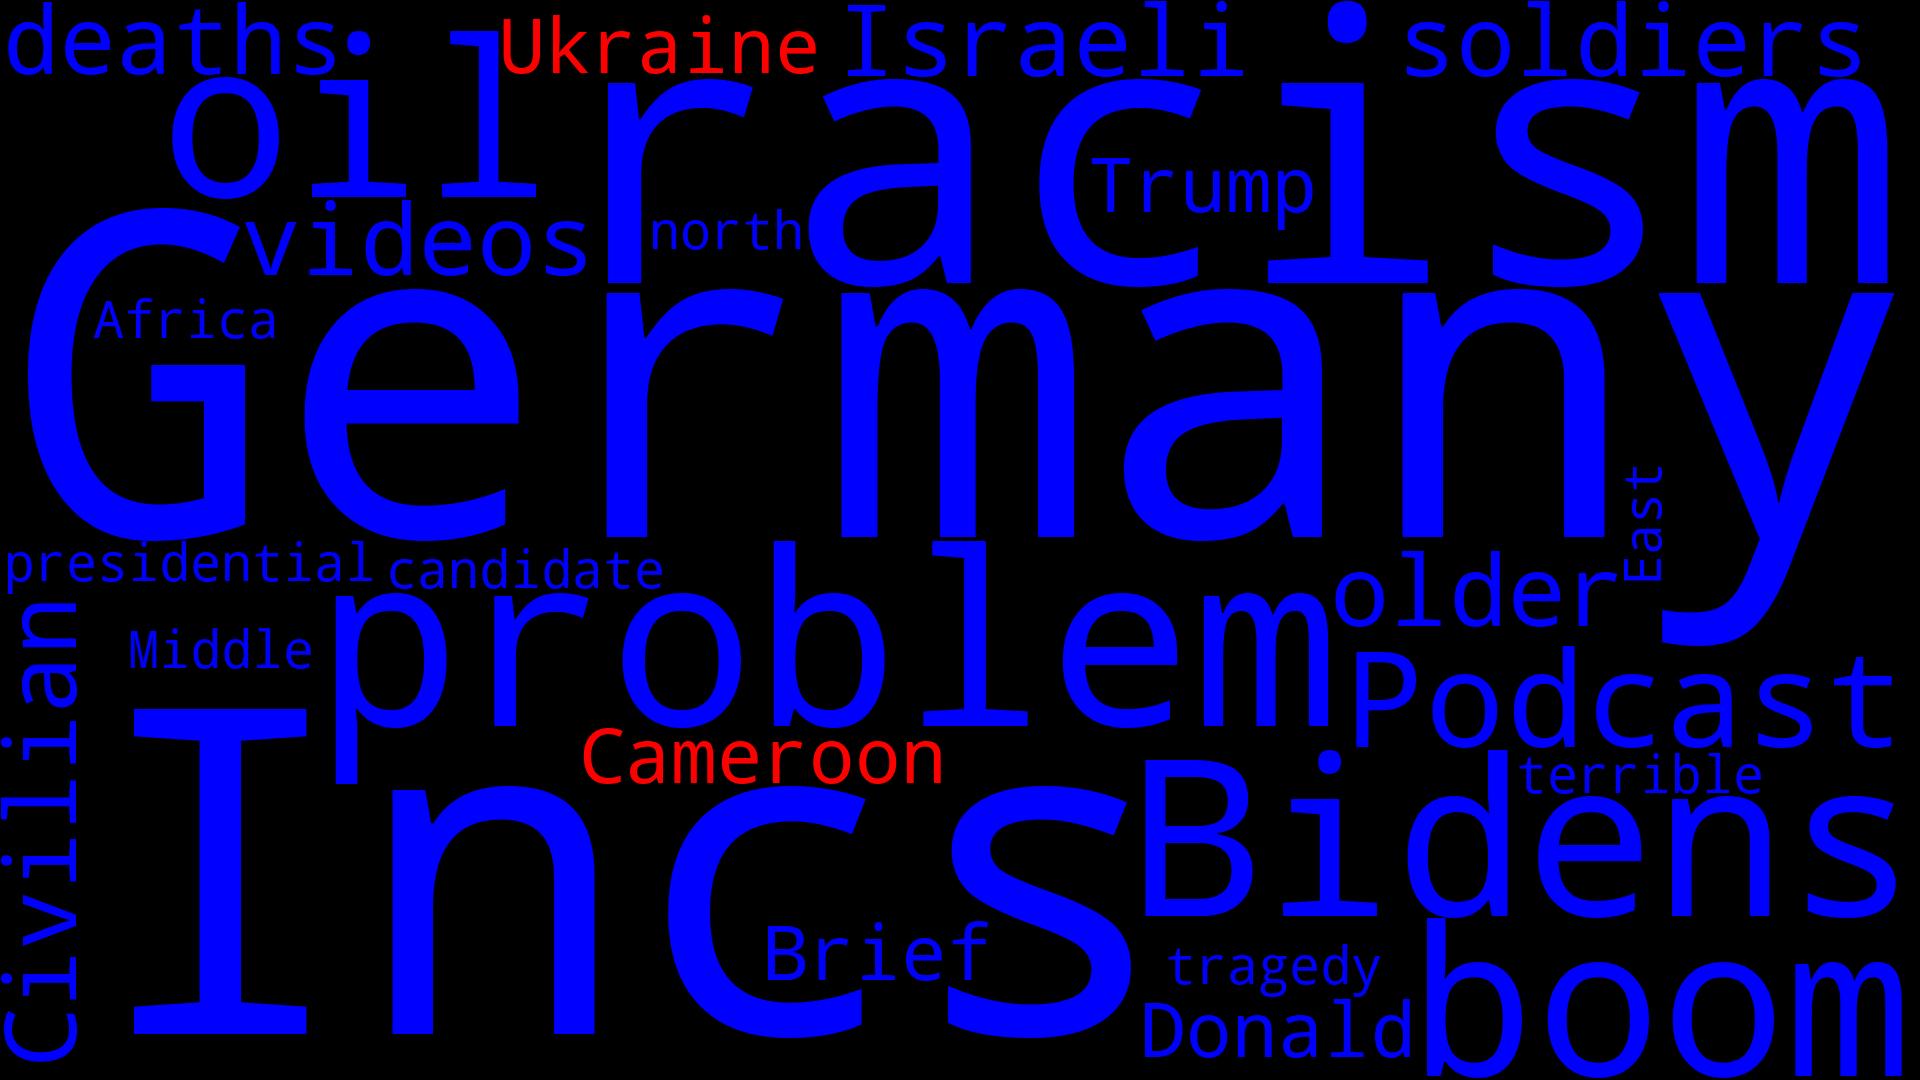 deaths
Ukraine
Israeli
soldiers
oil
racism
Trump
videos
north
Germany
Africa
East
presidential
candidate
problem
older
Civilian
Middle
Podcast
Incs
Cameroon
Bidens
terrible
Brief
tragedy
Donald
boom